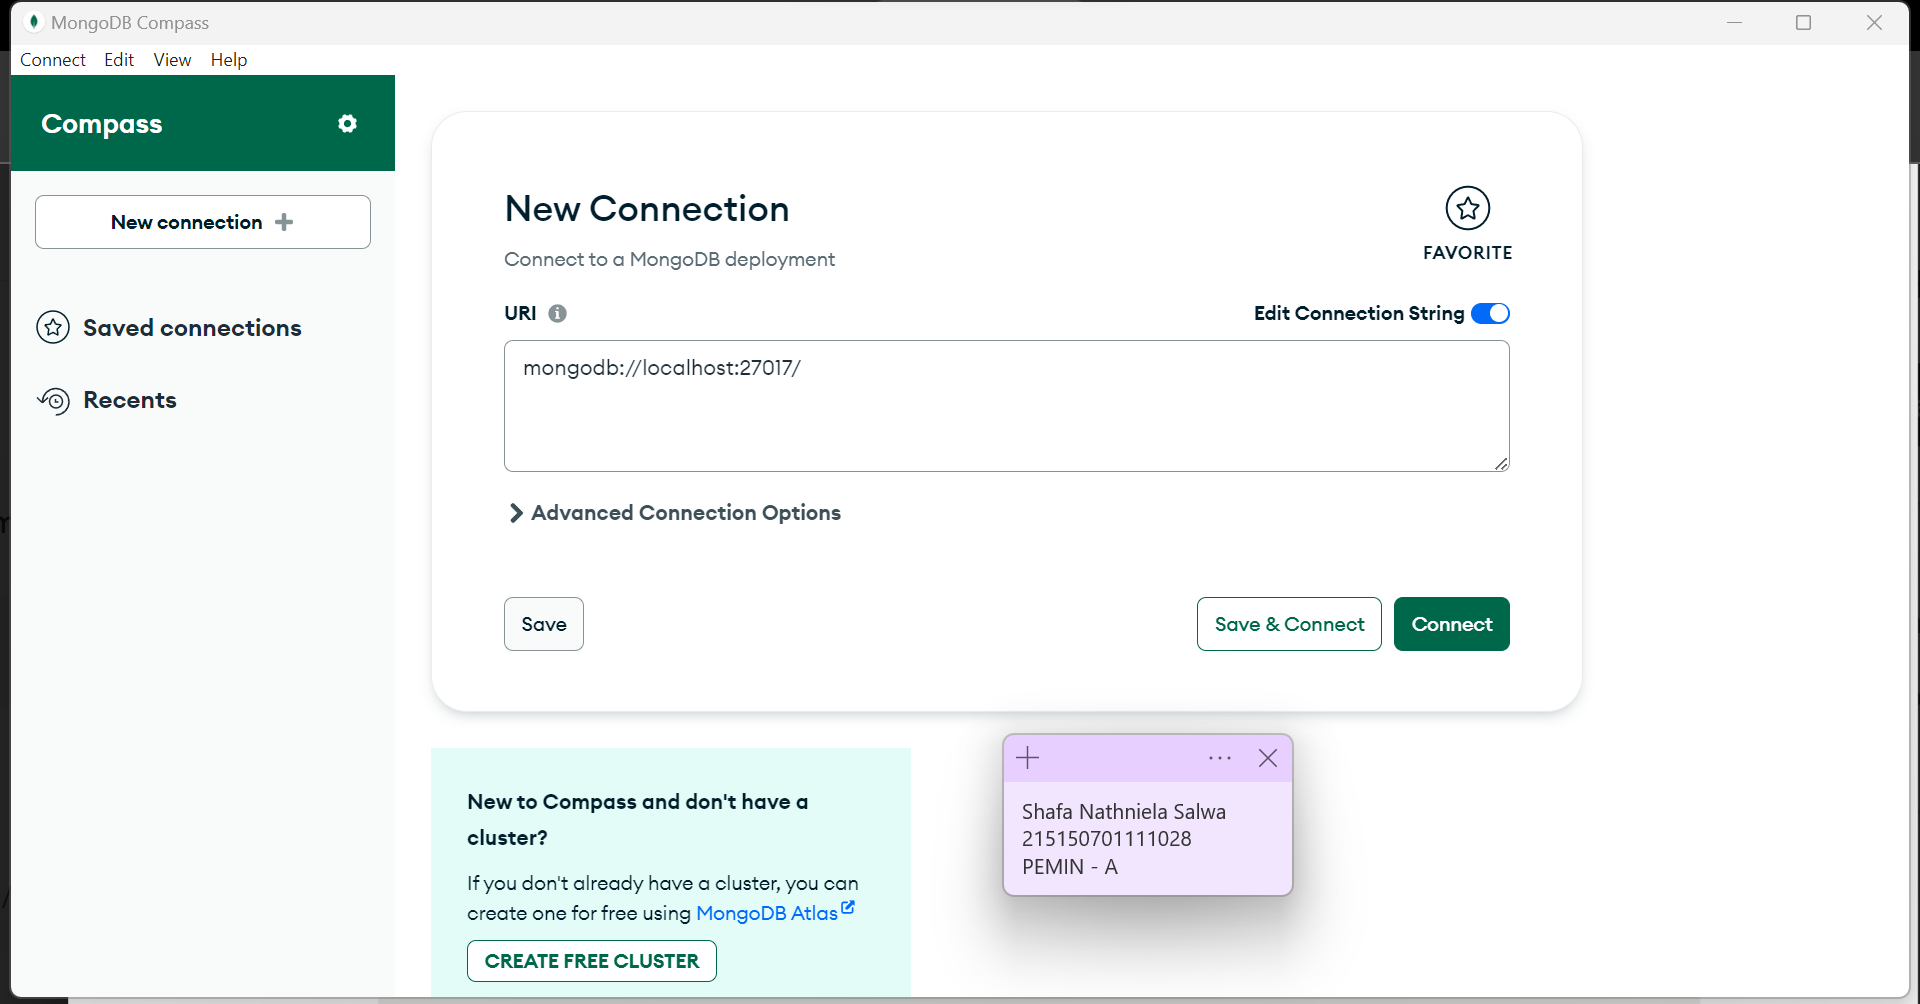 MongoDB Compass
Connect Edit View Help
Compass
New connection
Saved connections
Recents
New Connection
Connect to a MongoDB deployment
FAVORITE
URI
Edit Connection String
mongodb://localhost:27017/
Advanced Connection Options
Save
Save & Connect
Connect
New to Compass and don't have a
cluster?
If you don't already have a cluster, you can
create one for free using MongoDB Atlas
CREATE FREE CLUSTER
Shafa Nathniela Salwa
215150701111028
PEMIN - A